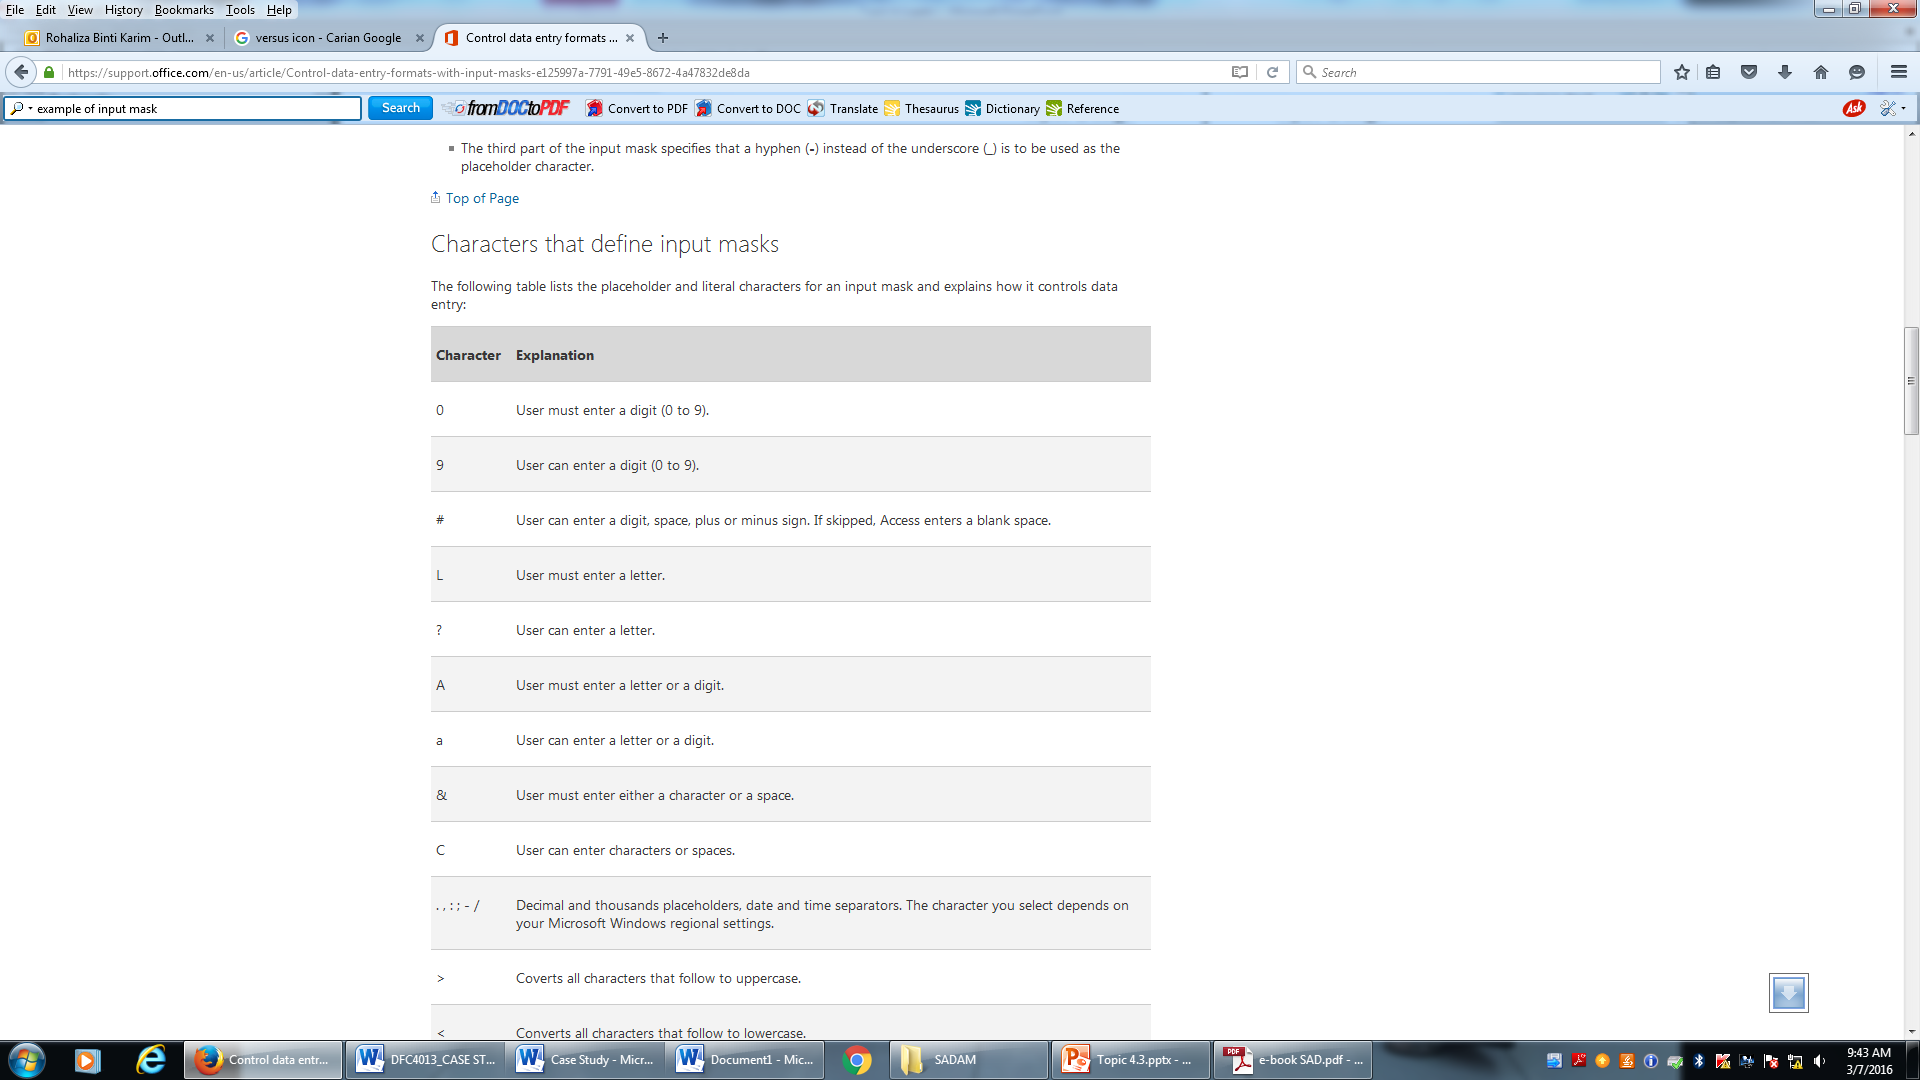 File Edit View History Bookmarks Tools Help
Rohaliza Binti Karim - Outl... versus icon - Carian Google Control data entry formats ...
https://support.office.com/en-us/article/Control-data-entry-formats-with-input-masks-e125997a-7791-49e5-8672-4a47832de8da Search
example of input mask Search fromDOCtoPDF Convert to PDF Convert to DOC Translate Thesaurus Dictionary Reference Ask
The third part of the input mask specifies that a hyphen (-) instead of the underscore (_) is to be used as the
placeholder character.
Top of Page
Characters that define input masks
The following table lists the placeholder and literal characters for an input mask and explains how it controls data
entry:
Character Explanation
0 User must enter a digit (0 to 9).
9 User can enter a digit (0 to 9).
# User can enter a digit, space, plus or minus sign. If skipped, Access enters a blank space.
L User must enter a letter.
? User can enter a letter.
A User must enter a letter or a digit.
a User can enter a letter or a digit.
& User must enter either a character or a space.
C User can enter characters or spaces.
. , : ; - / Decimal and thousands placeholders, date and time separators. The character you select depends on
your Microsoft Windows regional settings.
> Coverts all characters that follow to uppercase.
< Converts all characters that follow to lowercase.
Control data entr... DFC4013_CASE ST... Case Study - Micr... Document1 - Mic... SADAM Topic 4.3.pptx - ... PDF e-book SAD.pdf - ... 9:43 AM
3/7/2016